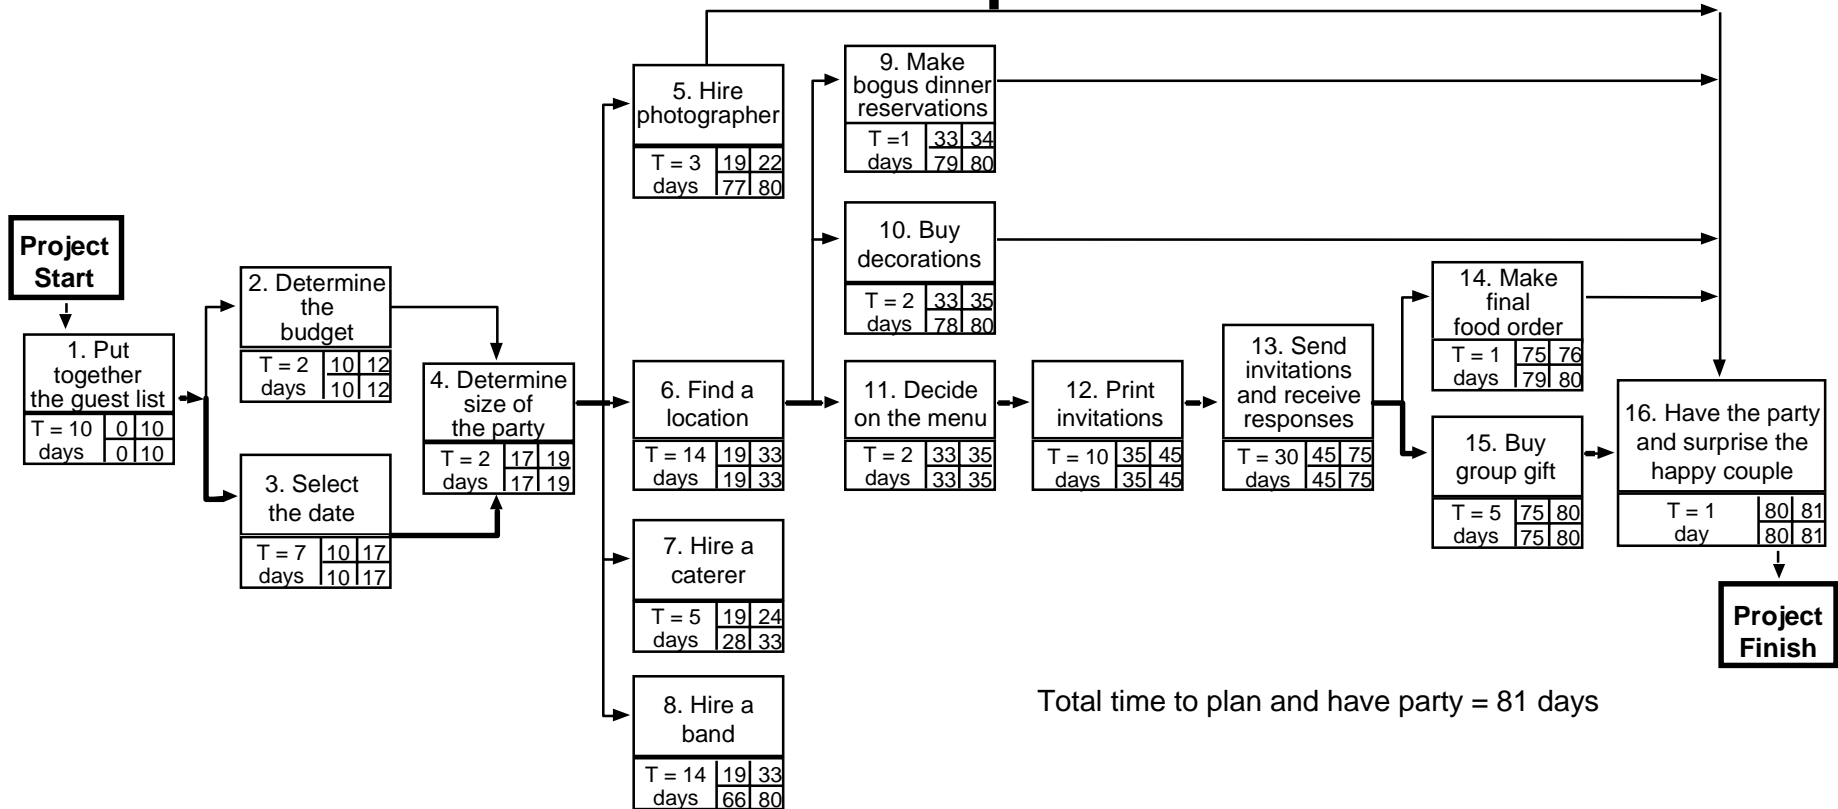 Project
Start
1. Put
together
the guest list
T = 10 0 10
days 0 10
2. Determine
the
budget
T = 2 10 12
days 10 12
3. Select
the date
T = 7 10 17
days 10 17
4. Determine
size of
the party
T = 2 17 19
days 17 19
5. Hire
photographer
T = 3 19 22
days 77 80
6. Find a
location
T = 14 19 33
days 19 33
7. Hire a
caterer
T = 5 19 24
days 28 33
8. Hire a
band
T = 14 19 33
days 66 80
9. Make
bogus dinner
reservations
T =1 33 34
days 79 80
10. Buy
decorations
T = 2 33 35
days 78 80
11. Decide
on the menu
T = 2 33 35
days 33 35
12. Print
invitations
T = 10 35 45
days 35 45
13. Send
invitations
and receive
responses
T = 30 45 75
days 45 75
14. Make
final
food order
T = 1 75 76
days 79 80
15. Buy
group gift
T = 5 75 80
days 75 80
16. Have the party
and surprise the
happy couple
T = 1 80 81
day 80 81
Project
Finish
Total time to plan and have party = 81 days